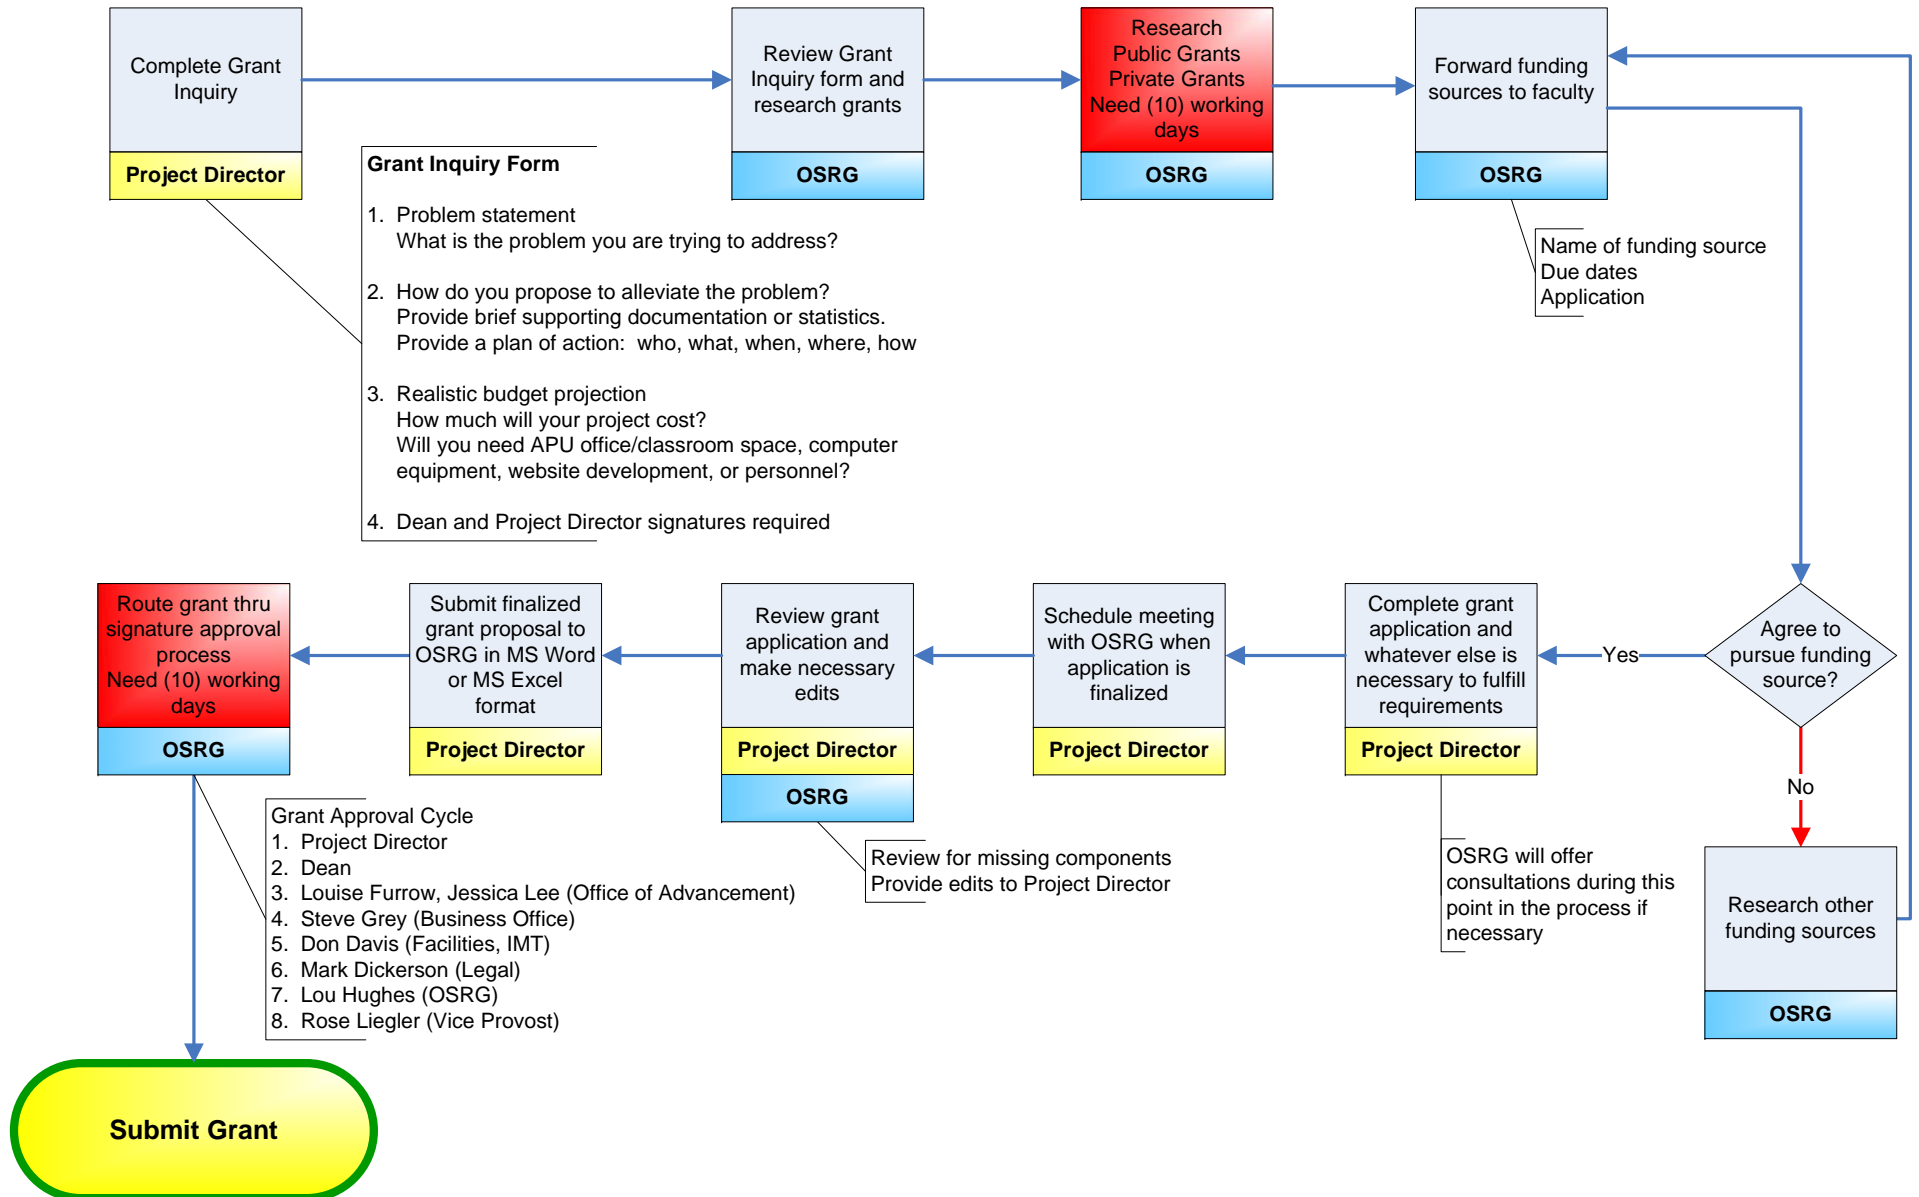 Complete Grant
Inquiry
Project Director
Review Grant
Inquiry form and
research grants
OSRG
Research
Public Grants
Private Grants
Need (10) working
days
OSRG
Forward funding
sources to faculty
OSRG
Grant Inquiry Form
1. Problem statement
What is the problem you are trying to address?
2. How do you propose to alleviate the problem?
Provide brief supporting documentation or statistics.
Provide a plan of action: who, what, when, where, how
3. Realistic budget projection
How much will your project cost?
Will you need APU office/classroom space, computer
equipment, website development, or personnel?
4. Dean and Project Director signatures required
Name of funding source
Due dates
Application
Agree to
pursue funding
source?
Yes
No
Research other
funding sources
OSRG
Complete grant
application and
whatever else is
necessary to fulfill
requirements
Project Director
OSRG will offer
consultations during this
point in the process if
necessary
Schedule meeting
with OSRG when
application is
finalized
Project Director
Review grant
application and
make necessary
edits
Project Director
OSRG
Review for missing components
Provide edits to Project Director
Submit finalized
grant proposal to
OSRG in MS Word
or MS Excel
format
Project Director
Route grant thru
signature approval
process
Need (10) working
days
OSRG
Grant Approval Cycle
1. Project Director
2. Dean
3. Louise Furrow, Jessica Lee (Office of Advancement)
4. Steve Grey (Business Office)
5. Don Davis (Facilities, IMT)
6. Mark Dickerson (Legal)
7. Lou Hughes (OSRG)
8. Rose Liegler (Vice Provost)
Submit Grant